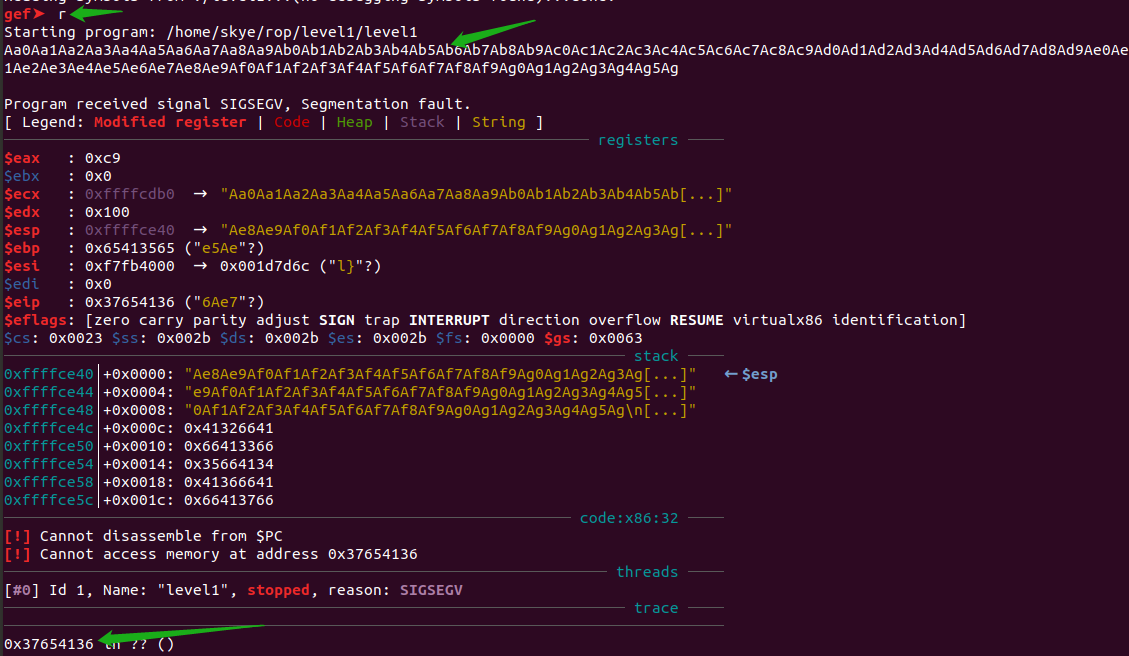 gef➤ r
Starting program: /home/skye/rop/level1/level1
Aa0Aa1Aa2Aa3Aa4Aa5Aa6Aa7Aa8Aa9Ab0Ab1Ab2Ab3Ab4Ab5Ab6Ab7Ab8Ab9Ac0Ac1Ac2Ac3Ac4Ac5Ac6Ac7Ac8Ac9Ad0Ad1Ad2Ad3Ad4Ad5Ad6Ad7Ad8Ad9Ae0Ae
1Ae2Ae3Ae4Ae5Ae6Ae7Ae8Ae9Af0Af1Af2Af3Af4Af5Af6Af7Af8Af9Ag0Ag1Ag2Ag3Ag4Ag5Ag
Program received signal SIGSEGV, Segmentation fault.
[ Legend: Modified register | Code | Heap | Stack | String ]
registers
$eax : 0xc9
$ebx : 0x0
$ecx : 0xffffcdb0 → "Aa0Aa1Aa2Aa3Aa4Aa5Aa6Aa7Aa8Aa9Ab0Ab1Ab2Ab3Ab4Ab5Ab[...]"
$edx : 0x100
$esp : 0xffffce40 → "Ae8Ae9Af0Af1Af2Af3Af4Af5Af6Af7Af8Af9Ag0Ag1Ag2Ag3Ag[...]"
$ebp : 0x65413565 ("e5Ae"?)
$esi : 0xf7fb4000 → 0x001d7d6c ("l}"?)
$edi : 0x0
$eip : 0x37654136 ("6Ae7"?)
$eflags: [zero carry parity adjust SIGN trap INTERRUPT direction overflow RESUME virtualx86 identification]
$cs: 0x0023 $ss: 0x002b $ds: 0x002b $es: 0x002b $fs: 0x0000 $gs: 0x0063
stack
0xffffce40│+0x0000: "Ae8Ae9Af0Af1Af2Af3Af4Af5Af6Af7Af8Af9Ag0Ag1Ag2Ag3Ag[...]" ←$esp
0xffffce44│+0x0004: "e9Af0Af1Af2Af3Af4Af5Af6Af7Af8Af9Ag0Ag1Ag2Ag3Ag4Ag5[...]"
0xffffce48│+0x0008: "0Af1Af2Af3Af4Af5Af6Af7Af8Af9Ag0Ag1Ag2Ag3Ag4Ag5Ag\n[...]"
0xffffce4c│+0x000c: 0x41326641
0xffffce50│+0x0010: 0x66413366
0xffffce54│+0x0014: 0x35664134
0xffffce58│+0x0018: 0x41366641
0xffffce5c│+0x001c: 0x66413766
code:x86:32
[!] Cannot disassemble from $PC
[!] Cannot access memory at address 0x37654136
threads
[#0] Id 1, Name: "level1", stopped, reason: SIGSEGV
trace
0x37654136 in ?? ()